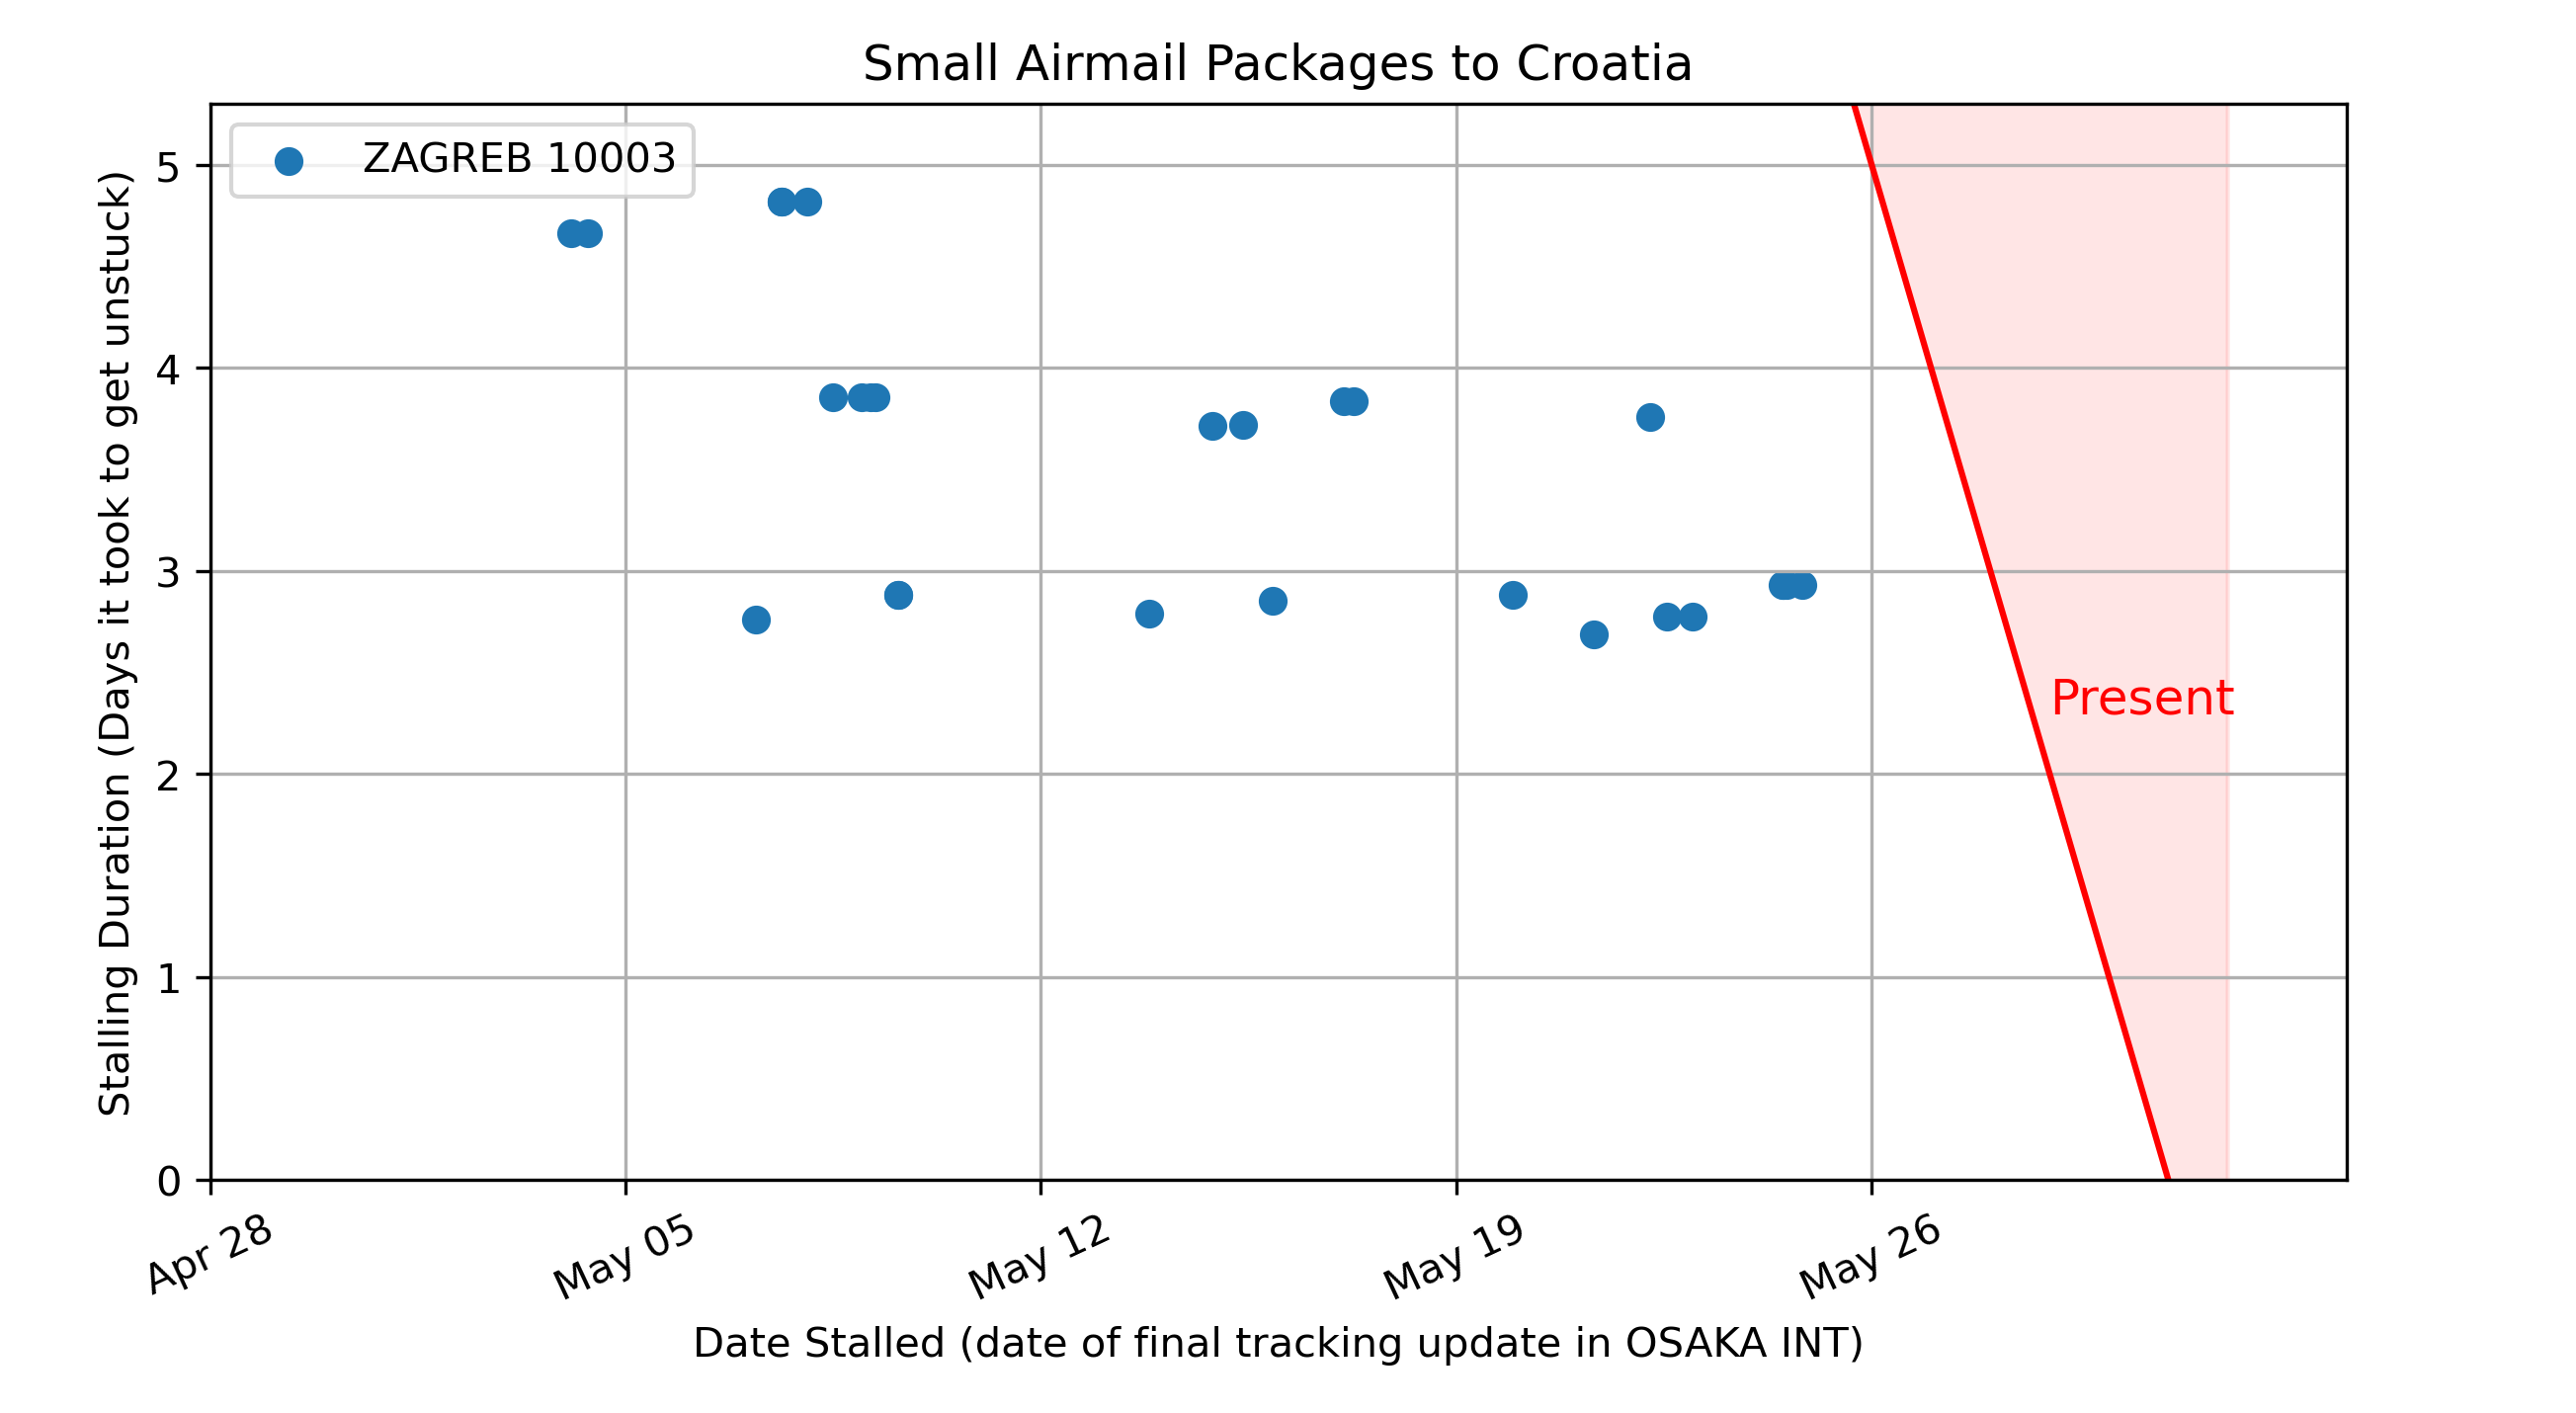 Small Airmail Packages to Croatia
ZAGREB 10003
Stalling Duration (Days it took to get unstuck)
5
4
3
2
1
0
Present
Apr 28
May 05
May 12
May 19
May 26
Date Stalled (date of final tracking update in OSAKA INT)